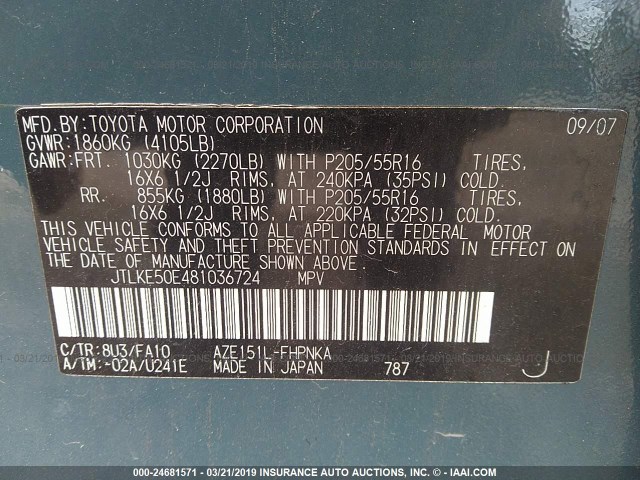 MFD.BY:TOYOTA MOTOR CORPORATION 09/07
GVWR:1860KG (4105LB)
GAWR:FRT. 1030KG (2270LB) WITH P205/55R16 TIRES,
16X6 1/2J RIMS, AT 240KPA (35PSI) COLD.
RR. 855KG (1880LB) WITH P205/55R16 TIRES,
16X6 1/2J RIMS, AT 220KPA (32PSI) COLD.
THIS VEHICLE CONFORMS TO ALL APPLICABLE FEDERAL MOTOR
VEHICLE SAFETY AND THEFT PREVENTION STANDARDS IN EFFECT ON
THE DATE OF MANUFACTURE SHOWN ABOVE.
JTLKE50E481036724 MPV
C/TR:8U3/FA10 AZE151L-FHPNKA
A/TM:-02A/U241E MADE IN JAPAN 787 J
000-24681571 - 03/21/2019 INSURANCE AUTO AUCTIONS INC. - © - IAAI.COM